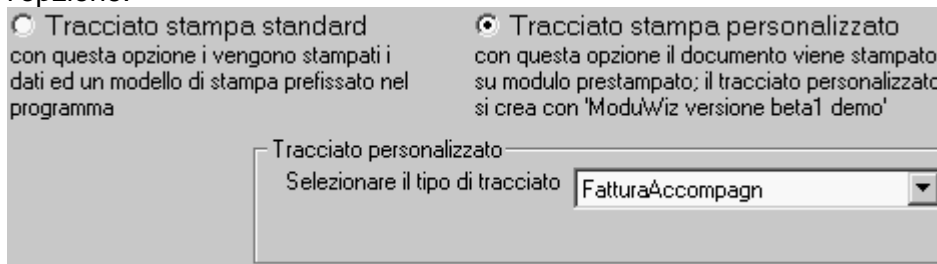 l'opzione.
Tracciato stampa standard
con questa opzione i vengono stampati i
dati ed un modello di stampa prefissato nel
programma
Tracciato stampa personalizzato
con questa opzione il documento viene stampato
su modulo prestampato; il tracciato personalizzato
si crea con 'ModuWiz versione beta1 demo'
Tracciato personalizzato
Selezionare il tipo di tracciato
FatturaAccompagn